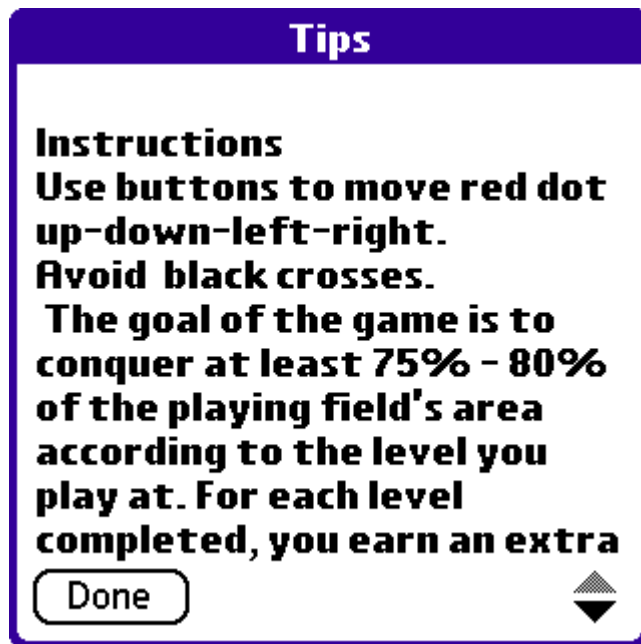 Tips
Instructions
Use buttons to move red dot
up-down-left-right.
Avoid  black crosses.
 The goal of the game is to
conquer at least 75% - 80%
of the playing field's area
according to the level you
play at. For each level
completed, you earn an extra
Done